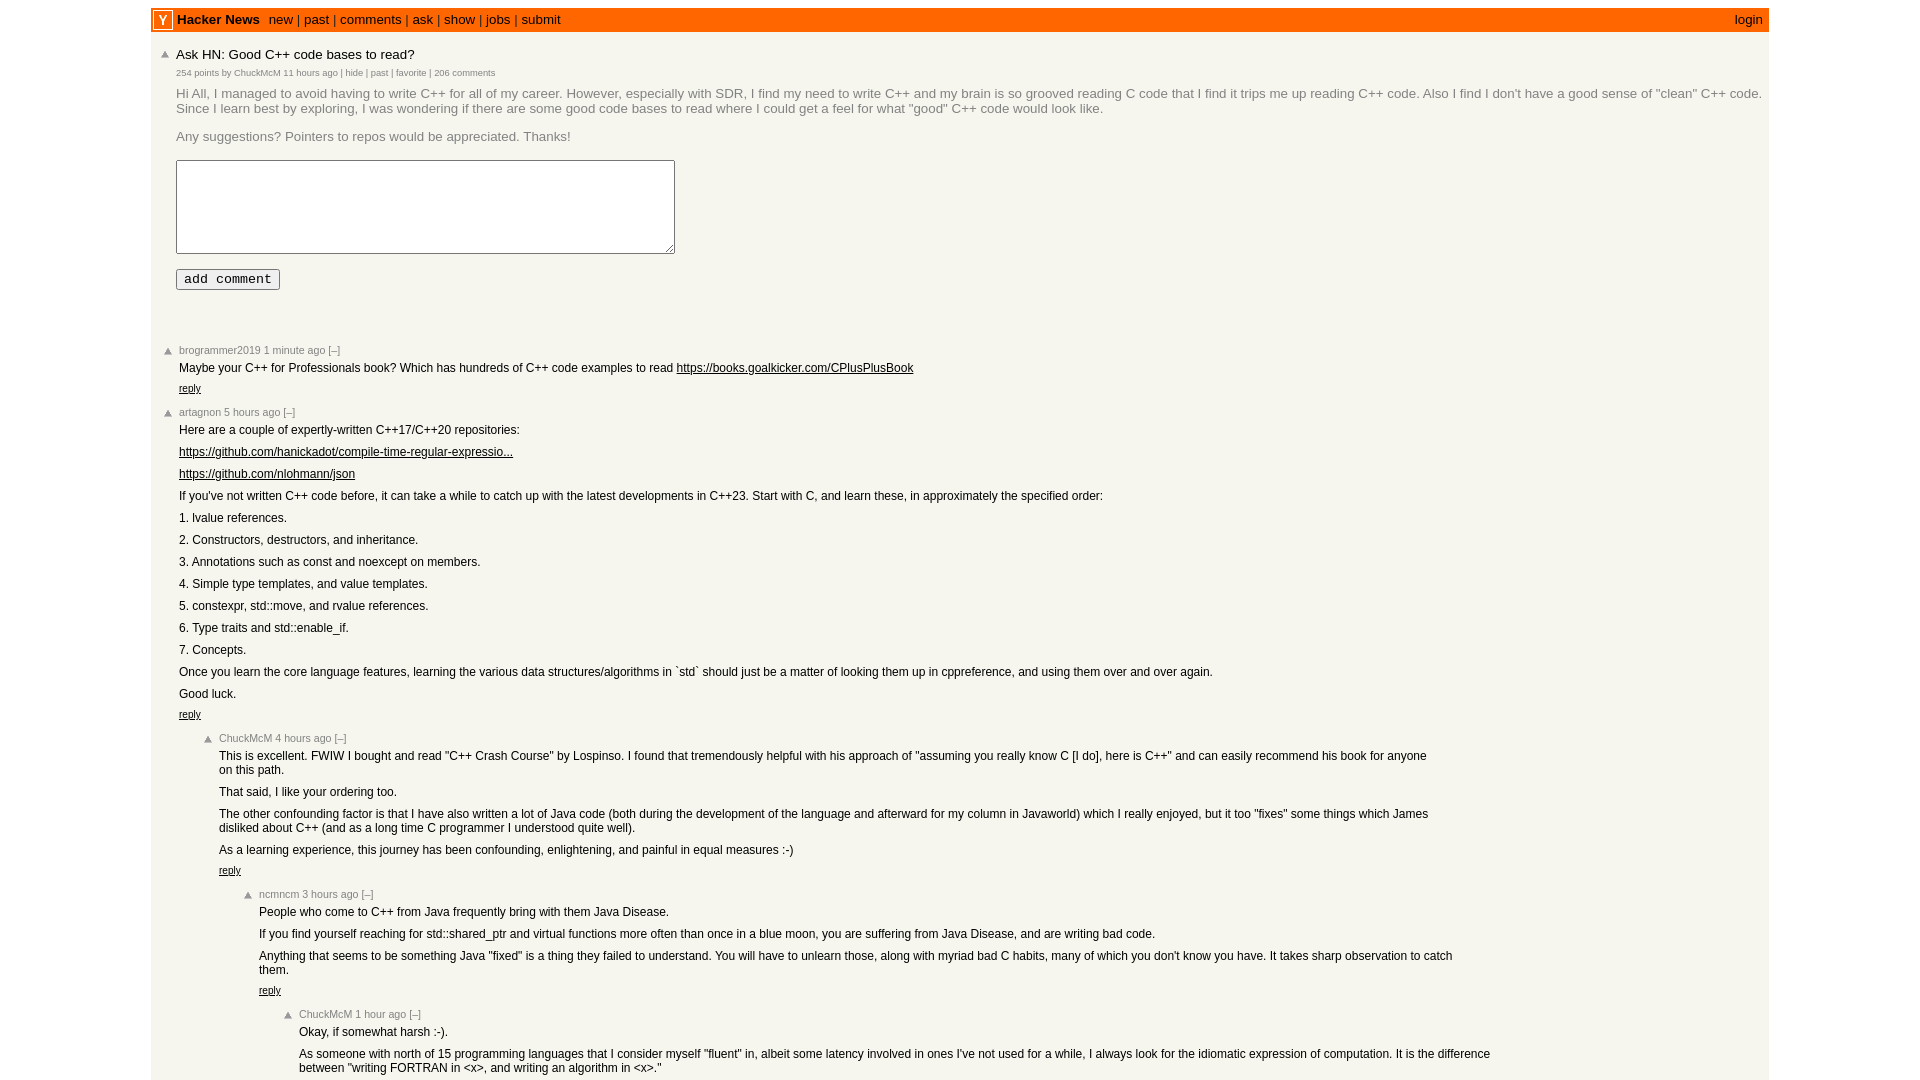 Y Hacker News new | past | comments | ask | show | jobs | submit login
Ask HN: Good C++ code bases to read?
254 points by ChuckMcM 11 hours ago | hide | past | favorite | 206 comments
Hi All, I managed to avoid having to write C++ for all of my career. However, especially with SDR, I find my need to write C++ and my brain is so grooved reading C code that I find it trips me up reading C++ code. Also I find I don't have a good sense of "clean" C++ code.
Since I learn best by exploring, I was wondering if there are some good code bases to read where I could get a feel for what "good" C++ code would look like.
Any suggestions? Pointers to repos would be appreciated. Thanks!
add comment
brogrammer2019 1 minute ago [–]
Maybe your C++ for Professionals book? Which has hundreds of C++ code examples to read https://books.goalkicker.com/CPlusPlusBook
reply
artagnon 5 hours ago [–]
Here are a couple of expertly-written C++17/C++20 repositories:
https://github.com/hanickadot/compile-time-regular-expressio...
https://github.com/nlohmann/json
If you've not written C++ code before, it can take a while to catch up with the latest developments in C++23. Start with C, and learn these, in approximately the specified order:
1. lvalue references.
2. Constructors, destructors, and inheritance.
3. Annotations such as const and noexcept on members.
4. Simple type templates, and value templates.
5. constexpr, std::move, and rvalue references.
6. Type traits and std::enable_if.
7. Concepts.
Once you learn the core language features, learning the various data structures/algorithms in `std` should just be a matter of looking them up in cppreference, and using them over and over again.
Good luck.
reply
ChuckMcM 4 hours ago [–]
This is excellent. FWIW I bought and read "C++ Crash Course" by Lospinso. I found that tremendously helpful with his approach of "assuming you really know C [I do], here is C++" and can easily recommend his book for anyone
on this path.
That said, I like your ordering too.
The other confounding factor is that I have also written a lot of Java code (both during the development of the language and afterward for my column in Javaworld) which I really enjoyed, but it too "fixes" some things which James
disliked about C++ (and as a long time C programmer I understood quite well).
As a learning experience, this journey has been confounding, enlightening, and painful in equal measures :-)
reply
ncmncm 3 hours ago [–]
People who come to C++ from Java frequently bring with them Java Disease.
If you find yourself reaching for std::shared_ptr and virtual functions more often than once in a blue moon, you are suffering from Java Disease, and are writing bad code.
Anything that seems to be something Java "fixed" is a thing they failed to understand. You will have to unlearn those, along with myriad bad C habits, many of which you don't know you have. It takes sharp observation to catch
them.
reply
ChuckMcM 1 hour ago [–]
Okay, if somewhat harsh :-).
As someone with north of 15 programming languages that I consider myself "fluent" in, albeit some latency involved in ones I've not used for a while, I always look for the idiomatic expression of computation. It is the difference
between "writing FORTRAN in <x>, and writing an algorithm in <x>."